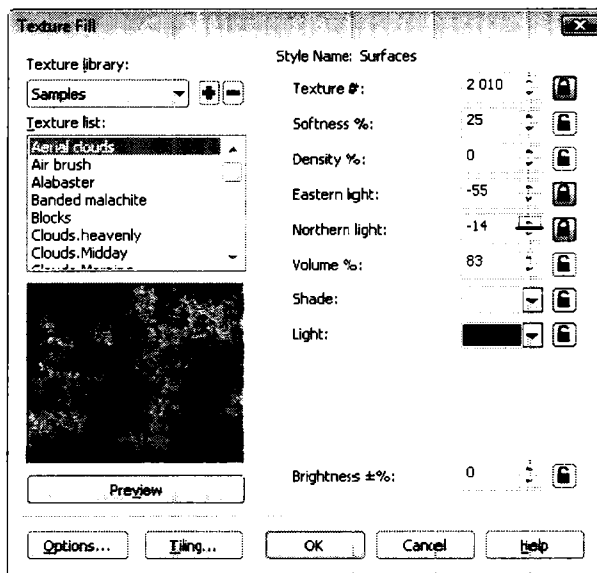 Texture Fill
Texture library:
Samples
Texture list:
Aerial clouds
Air brush
Alabaster
Banded malachite
Blocks
Clouds.heavenly
Clouds.Midday
Clouds.Morning
Preview
Style Name: Surfaces
Texture #: 2 010
Softness %: 25
Density %: 0
Eastern light: -55
Northern light: -14
Volume %: 83
Shade:
Light:
Brightness ±%: 0
Options...
Tiling...
OK
Cancel
Help